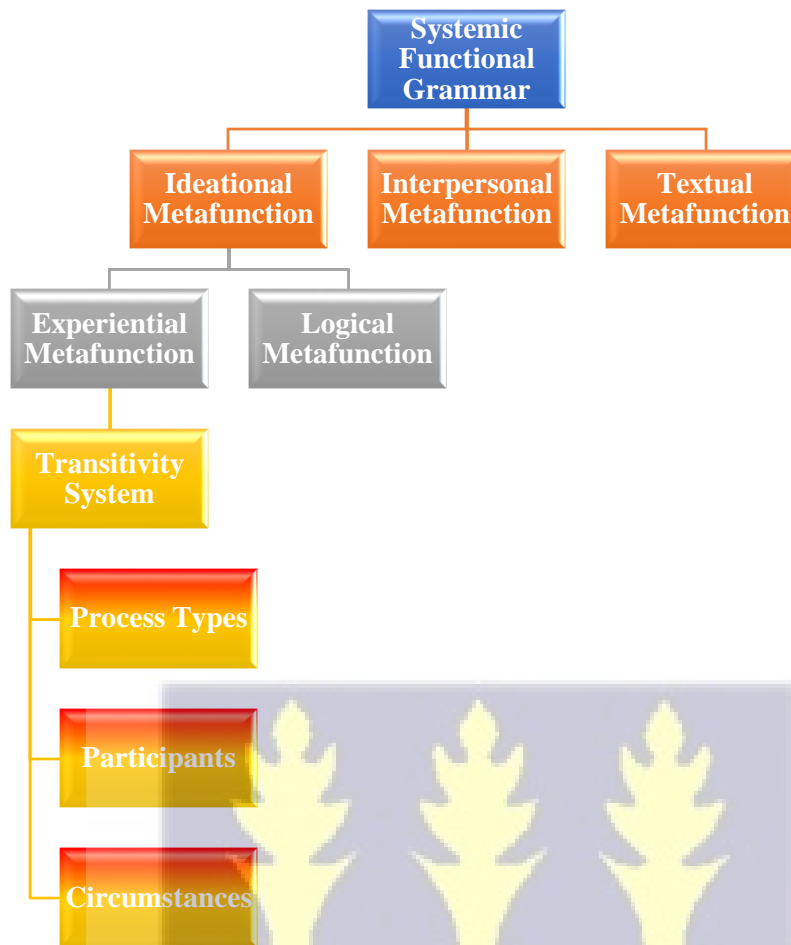 Systemic
Functional
Grammar
Ideational
Metafunction
Interpersonal
Metafunction
Textual
Metafunction
Experiential
Metafunction
Logical
Metafunction
Transitivity
System
Process Types
Participants
Circumstances